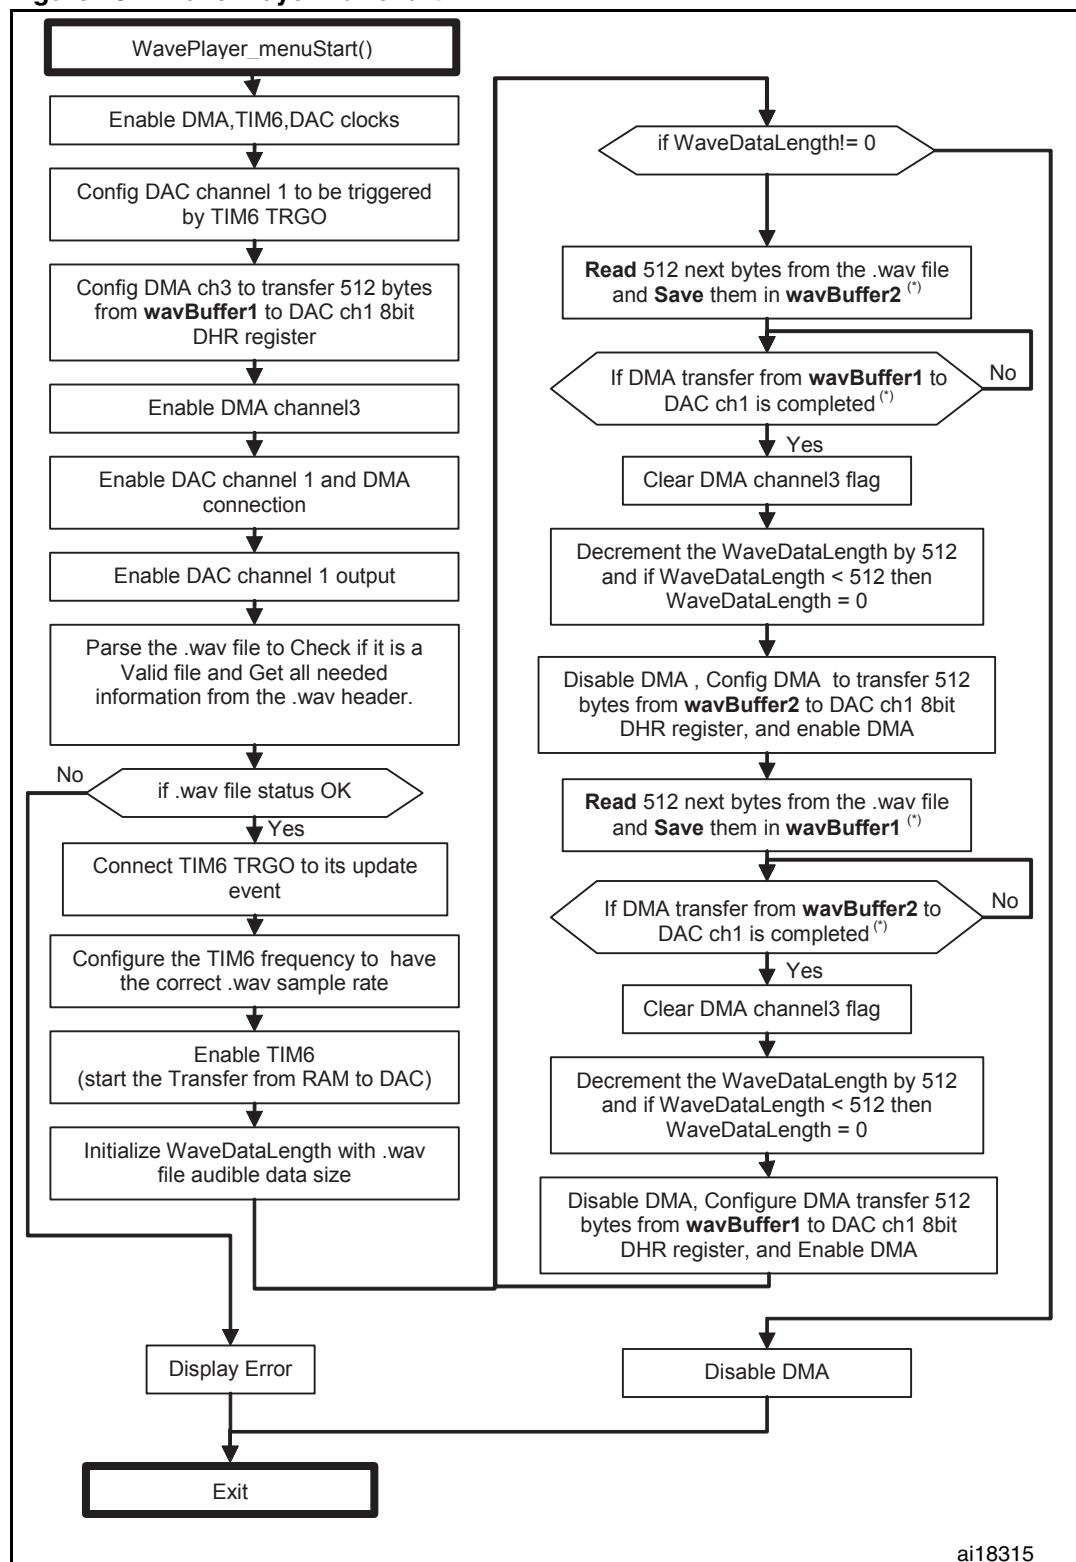 WavePlayer_menuStart()
Enable DMA,TIM6,DAC clocks
Config DAC channel 1 to be triggered
by TIM6 TRGO
Config DMA ch3 to transfer 512 bytes
from wavBuffer1 to DAC ch1 8bit
DHR register
Enable DMA channel3
Enable DAC channel 1 and DMA
connection
Enable DAC channel 1 output
Parse the .wav file to Check if it is a
Valid file and Get all needed
information from the .wav header.
No
if .wav file status OK
Yes
Connect TIM6 TRGO to its update
event
Configure the TIM6 frequency to have
the correct .wav sample rate
Enable TIM6
(start the Transfer from RAM to DAC)
Initialize WaveDataLength with .wav
file audible data size
Display Error
Exit
if WaveDataLength!= 0
Read 512 next bytes from the .wav file
and Save them in wavBuffer2 (*)
If DMA transfer from wavBuffer1 to
DAC ch1 is completed (*)
No
Yes
Clear DMA channel3 flag
Decrement the WaveDataLength by 512
and if WaveDataLength < 512 then
WaveDataLength = 0
Disable DMA , Config DMA to transfer 512
bytes from wavBuffer2 to DAC ch1 8bit
DHR register, and enable DMA
Read 512 next bytes from the .wav file
and Save them in wavBuffer1 (*)
If DMA transfer from wavBuffer2 to
DAC ch1 is completed (*)
No
Yes
Clear DMA channel3 flag
Decrement the WaveDataLength by 512
and if WaveDataLength < 512 then
WaveDataLength = 0
Disable DMA, Configure DMA transfer 512
bytes from wavBuffer1 to DAC ch1 8bit
DHR register, and Enable DMA
Disable DMA
ai18315